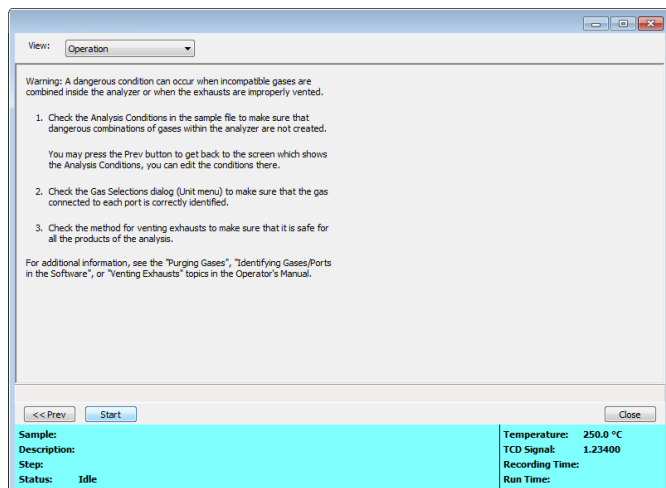 View: Operation
Warning: A dangerous condition can occur when incompatible gases are
combined inside the analyzer or when the exhausts are improperly vented.
1. Check the Analysis Conditions in the sample file to make sure that
dangerous combinations of gases within the analyzer are not created.
You may press the Prev button to get back to the screen which shows
the Analysis Conditions, you can edit the conditions there.
2. Check the Gas Selections dialog (Unit menu) to make sure that the gas
connected to each port is correctly identified.
3. Check the method for venting exhausts to make sure that it is safe for
all the products of the analysis.
For additional information, see the "Purging Gases", "Identifying Gases/Ports
in the Software", or "Venting Exhausts" topics in the Operator's Manual.
<< Prev Start Close
Sample: Temperature: 250.0 °C
Description: TCD Signal: 1.23400
Step: Recording Time:
Status: Idle Run Time: